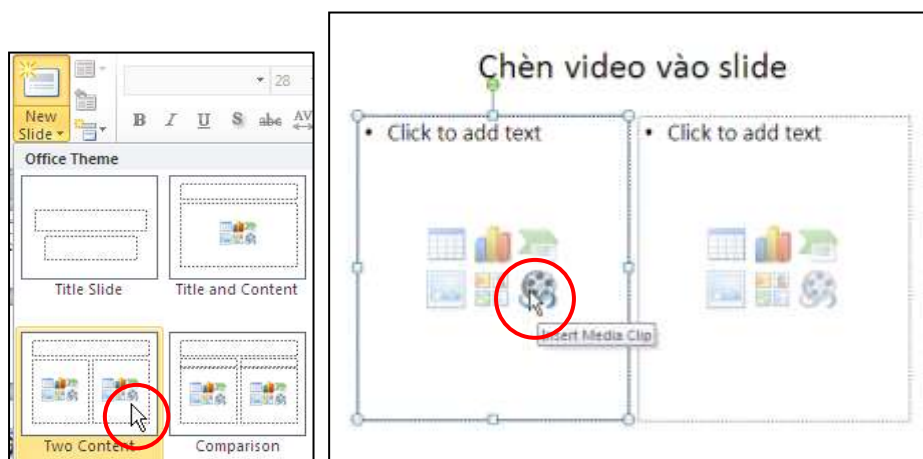 28
New
Slide
B I U S abc AV
Office Theme
Title Slide
Title and Content
Two Content
Comparison
Chèn video vào slide
• Click to add text
• Click to add text
Insert Media Clip